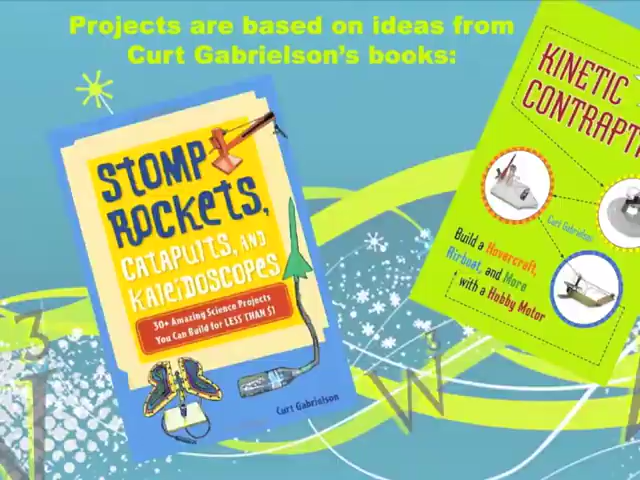 Projects are based on ideas from
Curt Gabrielson's books:
STOMP
ROCKETS,
CATAPULTS, AND
KALEIDOSCOPES
30+ Amazing Science Projects
You Can Build for LESS THAN $1
Curt Gabrielson
KINETIC
CONTRAPT
Curt Gabrielson
Build a Hovercraft,
Airboat, and More
with a Hobby Motor
3
W